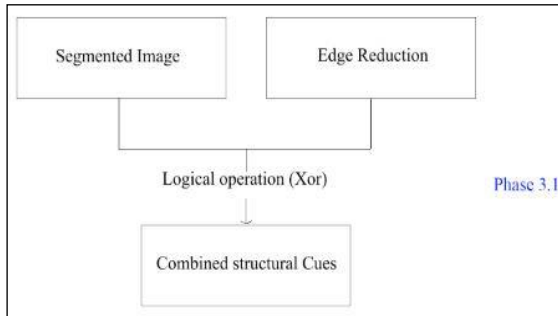 Segmented Image
Edge Reduction
Logical operation (Xor)
Phase 3.1
Combined structural Cues